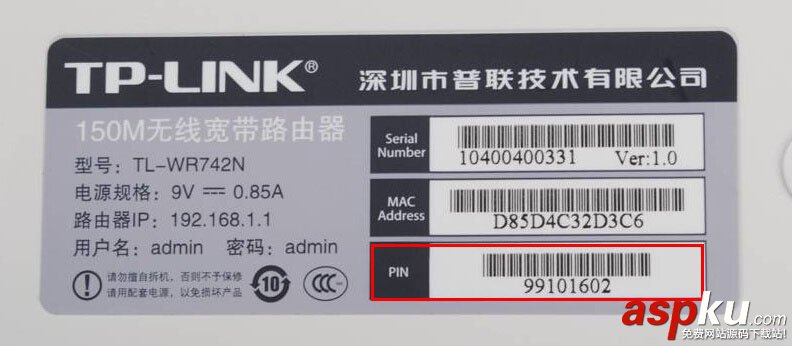 TP-LINK® 深圳市普联技术有限公司
150M无线宽带路由器
型号: TL-WR742N
电源规格: 9V 0.85A
路由器IP: 192.168.1.1
用户名: admin 密码: admin
请勿擅自拆机，否则不予保修
请用配套电源，以免损坏产品
10
CCC
Serial Number
10400400331 Ver:1.0
MAC Address
D85D4C32D3C6
PIN
99101602
aspku.com
免费网站源码下载站!